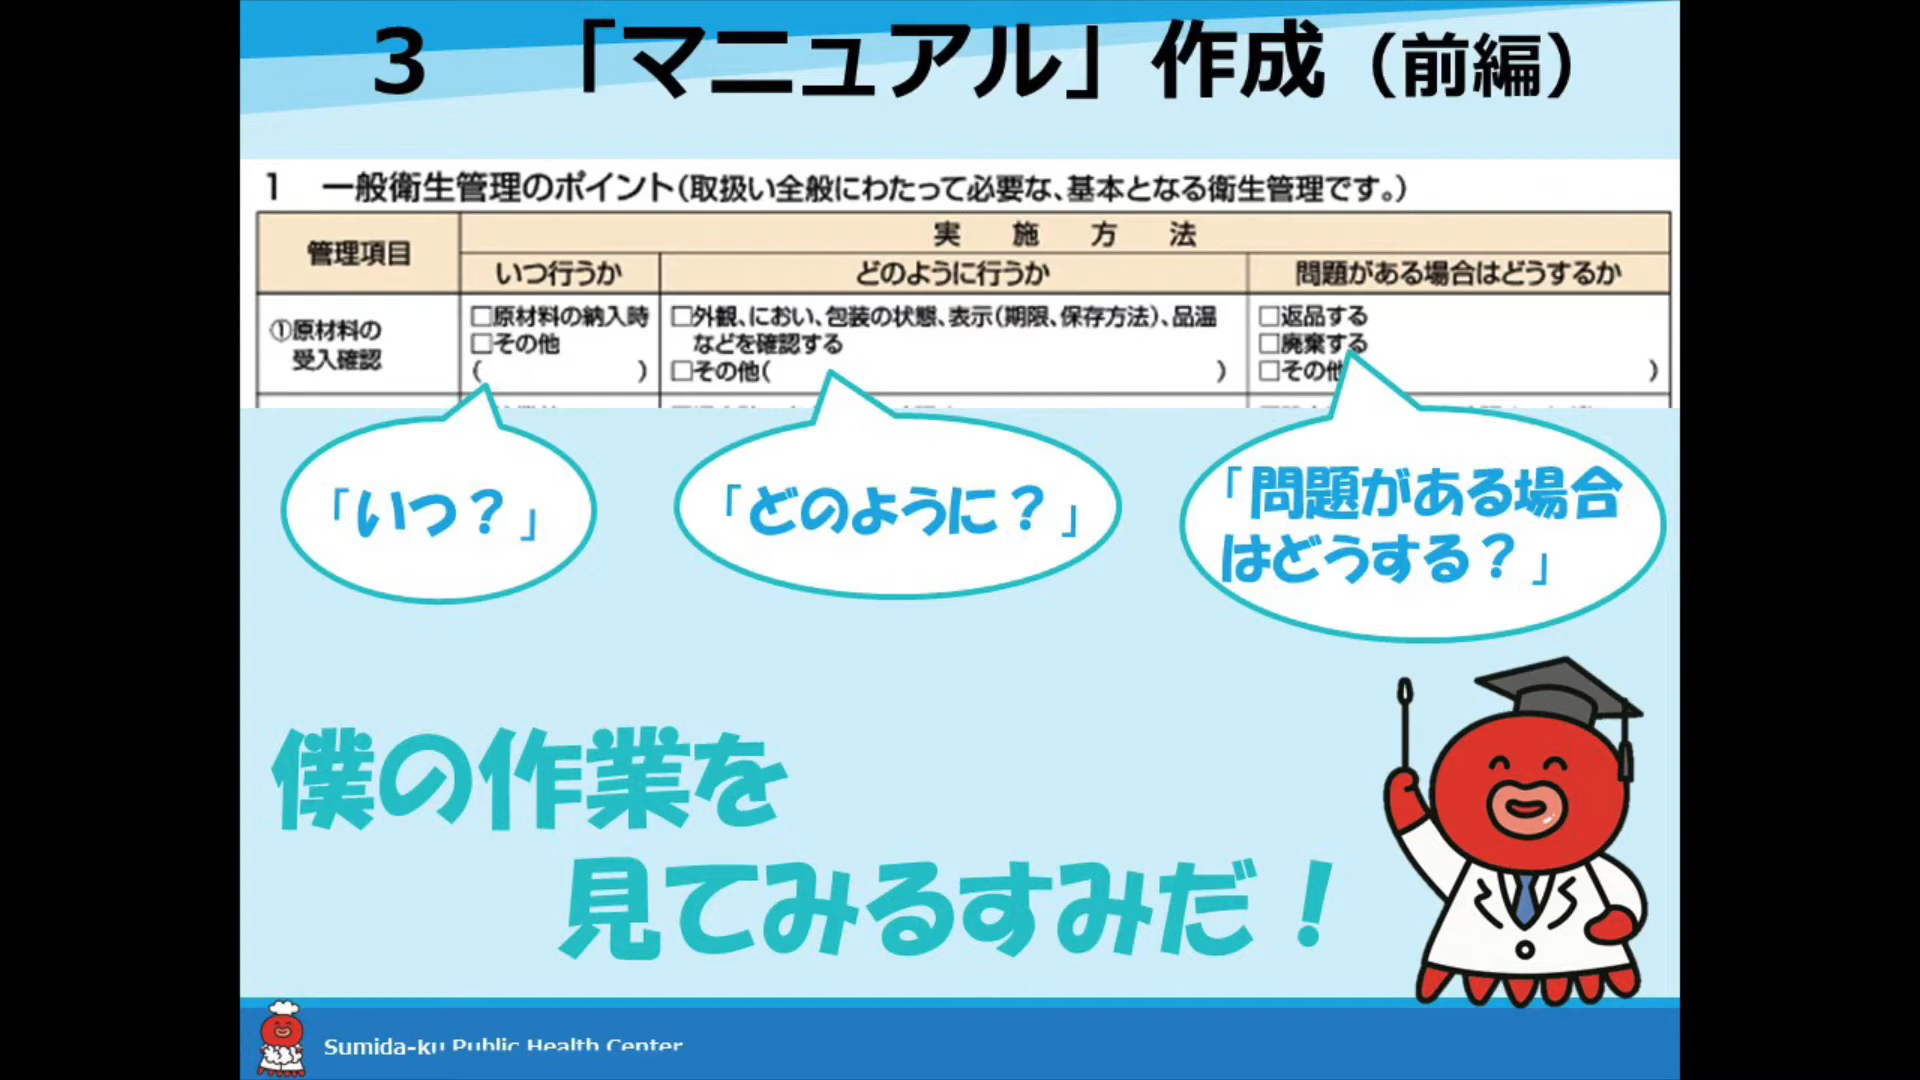 3 「マニュアル」作成（前編）
1 一般衛生管理のポイント（取扱い全般にわたって必要な、基本となる衛生管理です。）
管理項目
実施方法
いつ行うか
どのように行うか
問題がある場合はどうするか
①原材料の
受入確認
□原材料の納入時
□その他
( )
□外観、におい、包装の状態、表示（期限、保存方法）、品温
などを確認する
□その他( )
□返品する
□廃棄する
□その他 )
「いつ？」
「どのように？」
「問題がある場合
はどうする？」
僕の作業を
見てみるすみだ！
Sumida-ku Public Health Center